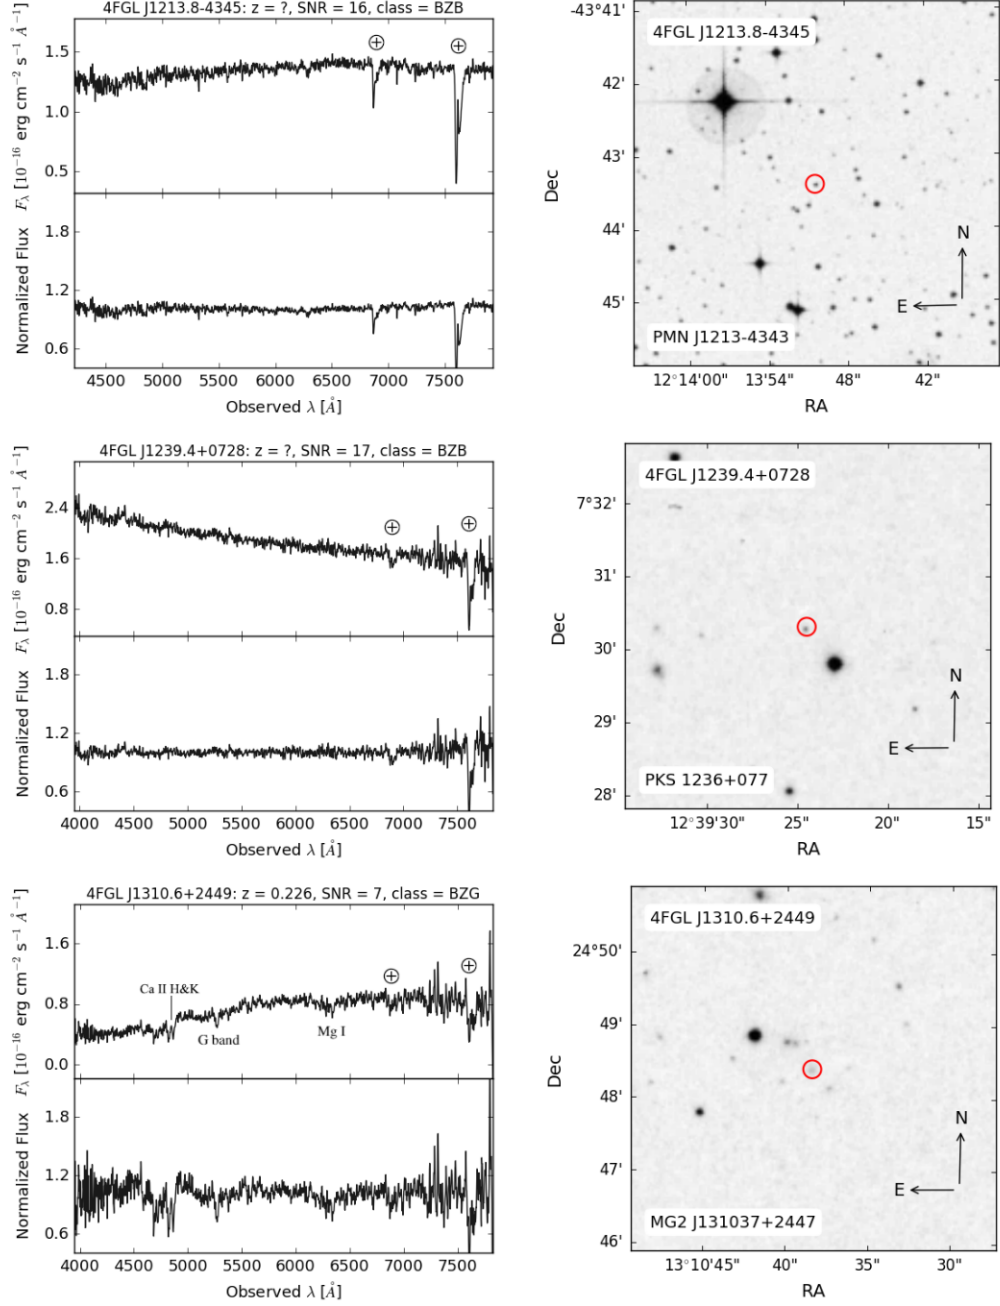 4FGL J1213.8-4345: z = ?, SNR = 16, class = BZB
F_λ [10^−16 erg cm^−2 s^−1 Å^−1]
1.5
1.0
0.5
Normalized Flux
1.8
1.2
0.6
4500 5000 5500 6000 6500 7000 7500
Observed λ [Å]
4FGL J1213.8-4345
PMN J1213-4343
N
E
Dec
-43°41'
42'
43'
44'
45'
12°14'00" 13'54" 48" 42"
RA
4FGL J1239.4+0728: z = ?, SNR = 17, class = BZB
F_λ [10^−16 erg cm^−2 s^−1 Å^−1]
2.4
1.6
0.8
Normalized Flux
1.8
1.2
0.6
4000 4500 5000 5500 6000 6500 7000 7500
Observed λ [Å]
4FGL J1239.4+0728
PKS 1236+077
N
E
Dec
7°32'
31'
30'
29'
28'
12°39'30" 25" 20" 15"
RA
4FGL J1310.6+2449: z = 0.226, SNR = 7, class = BZG
F_λ [10^−16 erg cm^−2 s^−1 Å^−1]
1.6
0.8
0.0
Ca II H&K
G band
Mg I
Normalized Flux
1.8
1.2
0.6
4000 4500 5000 5500 6000 6500 7000 7500
Observed λ [Å]
4FGL J1310.6+2449
MG2 J131037+2447
N
E
Dec
24°50'
49'
48'
47'
46'
13°10'45" 40" 35" 30"
RA